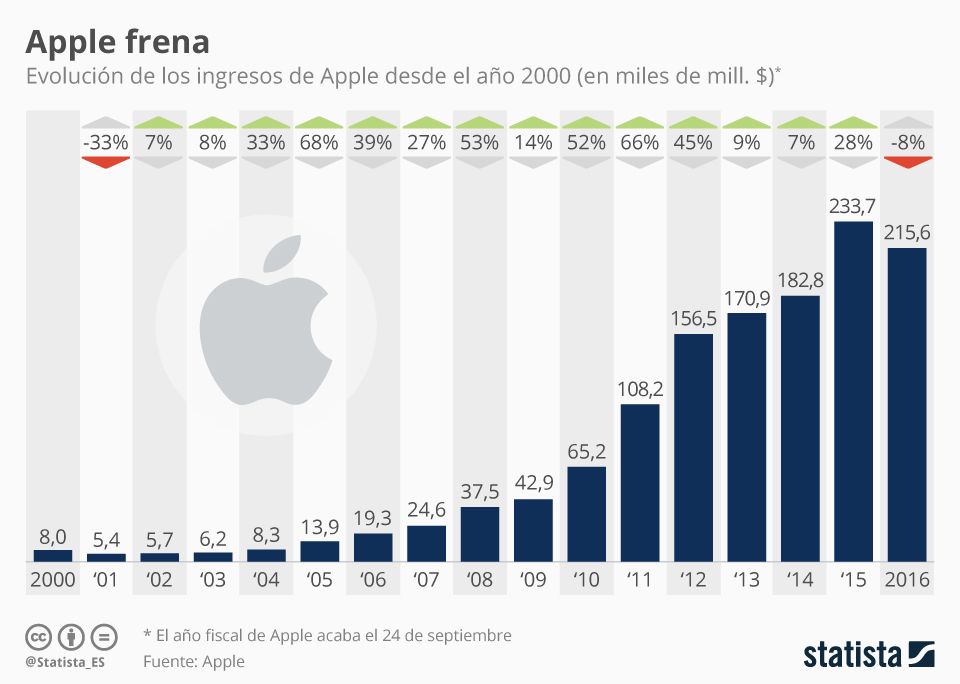 Apple frena
Evolución de los ingresos de Apple desde el año 2000 (en miles de mill. $)*
-33% 7% 8% 33% 68% 39% 27% 53% 14% 52% 66% 45% 9% 7% 28% -8%
8,0 5,4 5,7 6,2 8,3 13,9 19,3 24,6 37,5 42,9 65,2 108,2 156,5 170,9 182,8 233,7 215,6
2000 ‘01 ‘02 ‘03 ‘04 ‘05 ‘06 ‘07 ‘08 ‘09 ‘10 ‘11 ‘12 ‘13 ‘14 ‘15 2016
cc
@Statista_ES
* El año fiscal de Apple acaba el 24 de septiembre
Fuente: Apple
statista